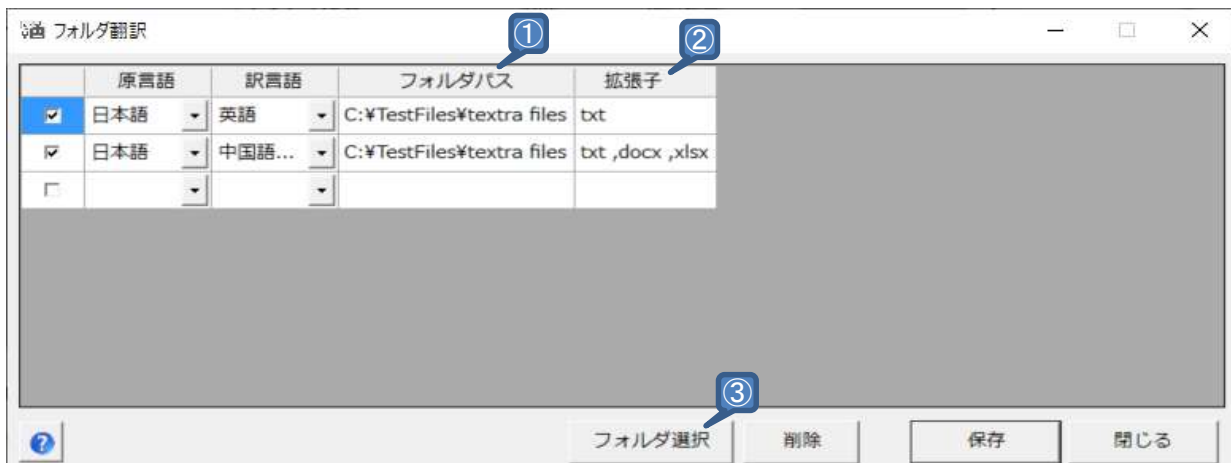 フォルダ翻訳
①
②
原言語 訳言語 フォルダパス 拡張子
日本語 英語 C:¥TestFiles¥textra files txt
日本語 中国語... C:¥TestFiles¥textra files txt ,docx ,xlsx
③
フォルダ選択 削除 保存 閉じる